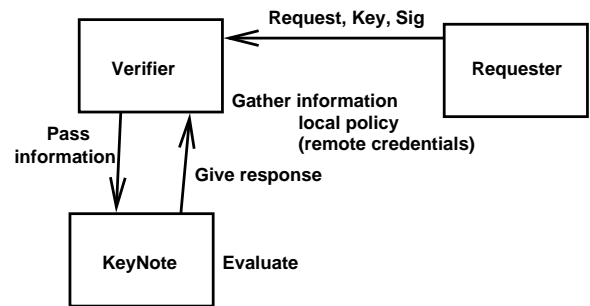 Request, Key, Sig
Verifier
Requester
Gather information
local policy
(remote credentials)
Pass
information
Give response
KeyNote
Evaluate